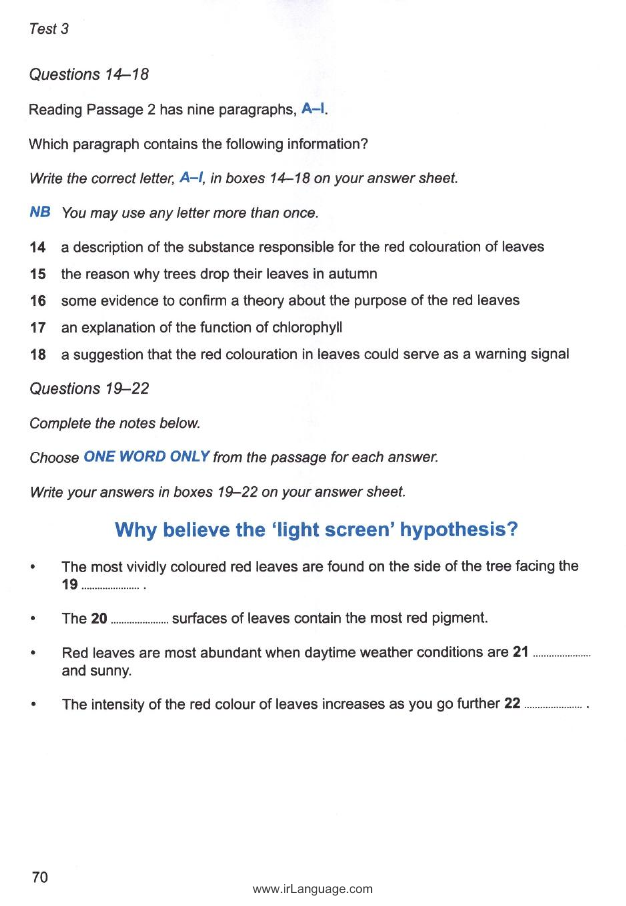 Test 3
Questions 14–18
Reading Passage 2 has nine paragraphs, A–I.
Which paragraph contains the following information?
Write the correct letter, A–I, in boxes 14–18 on your answer sheet.
NB You may use any letter more than once.
14 a description of the substance responsible for the red colouration of leaves
15 the reason why trees drop their leaves in autumn
16 some evidence to confirm a theory about the purpose of the red leaves
17 an explanation of the function of chlorophyll
18 a suggestion that the red colouration in leaves could serve as a warning signal
Questions 19–22
Complete the notes below.
Choose ONE WORD ONLY from the passage for each answer.
Write your answers in boxes 19–22 on your answer sheet.
Why believe the ‘light screen’ hypothesis?
• The most vividly coloured red leaves are found on the side of the tree facing the
19 ...................... .
• The 20 ...................... surfaces of leaves contain the most red pigment.
• Red leaves are most abundant when daytime weather conditions are 21 ......................
and sunny.
• The intensity of the red colour of leaves increases as you go further 22 ...................... .
70
www.irLanguage.com